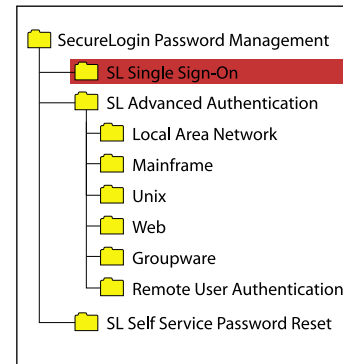 SecureLogin Password Management
SL Single Sign-On
SL Advanced Authentication
Local Area Network
Mainframe
Unix
Web
Groupware
Remote User Authentication
SL Self Service Password Reset